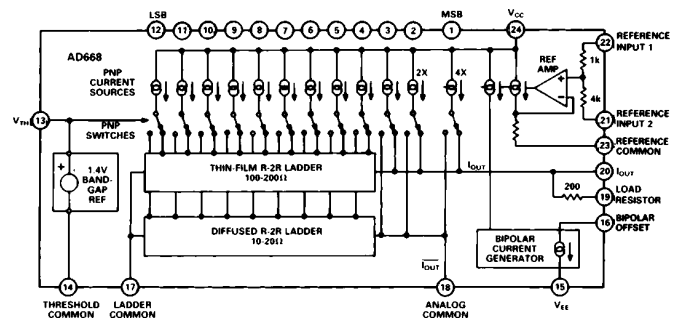 LSB
MSB
VCC
12 11 10 9 8 7 6 5 4 3 2 1 24
AD668
22 REFERENCE
INPUT 1
PNP
CURRENT
SOURCES
2X
4X
REF
AMP
1k
4k
VTH 13
PNP
SWITCHES
21 REFERENCE
INPUT 2
23 REFERENCE
COMMON
+
1.4V
BAND-
GAP
REF
THIN-FILM R-2R LADDER
100-200Ω
IOUT
20 IOUT
200
19 LOAD
RESISTOR
16 BIPOLAR
OFFSET
DIFFUSED R-2R LADDER
10-20Ω
IOUT
BIPOLAR
CURRENT
GENERATOR
14 17 18 15
THRESHOLD
COMMON
LADDER
COMMON
ANALOG
COMMON
VEE